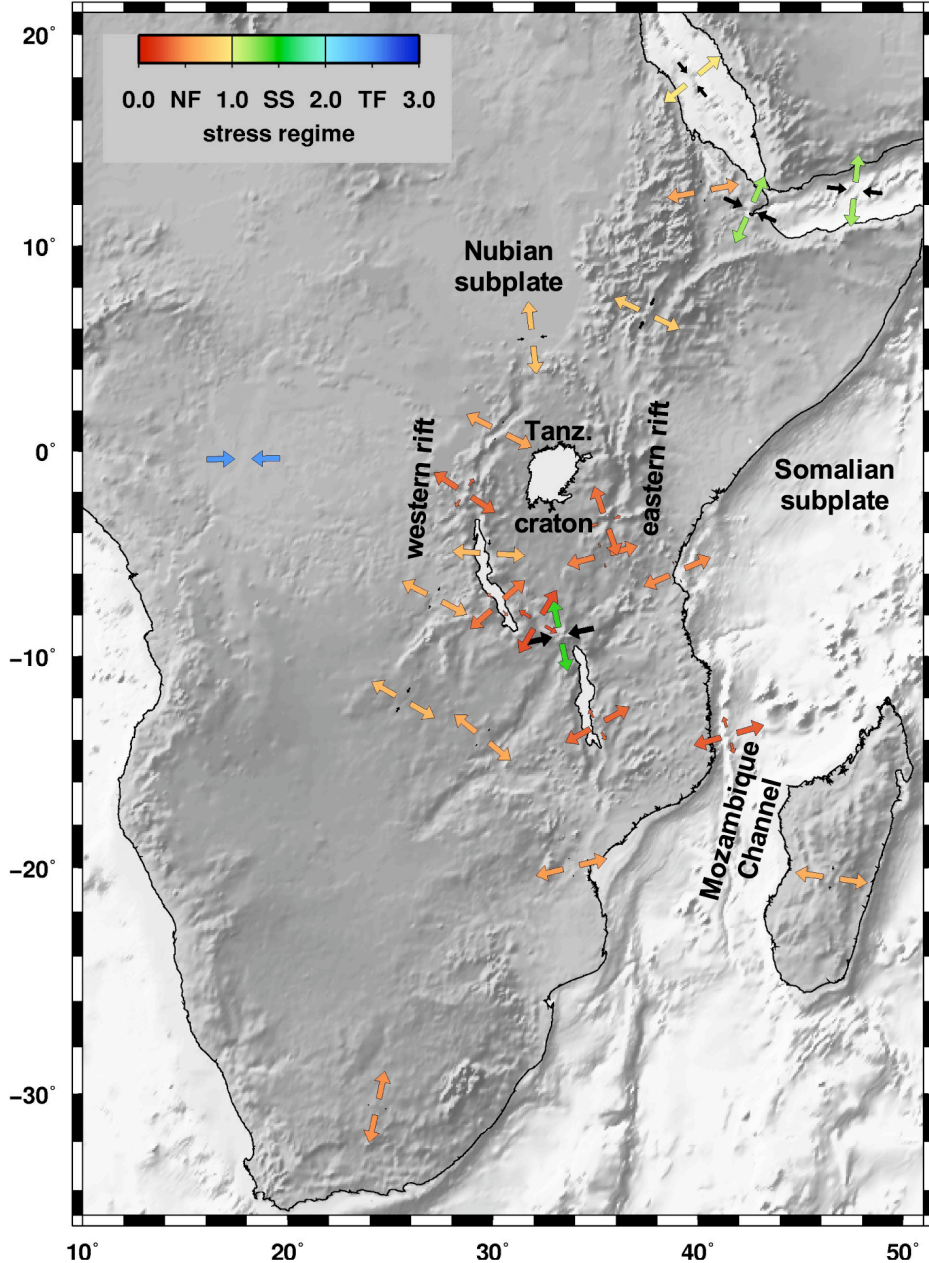 20°
0.0 NF 1.0 SS 2.0 TF 3.0
stress regime
10°
Nubian
subplate
0°
western rift
Tanz.
craton
eastern rift
Somalian
subplate
−10°
Mozambique
Channel
−20°
−30°
10° 20° 30° 40° 50°